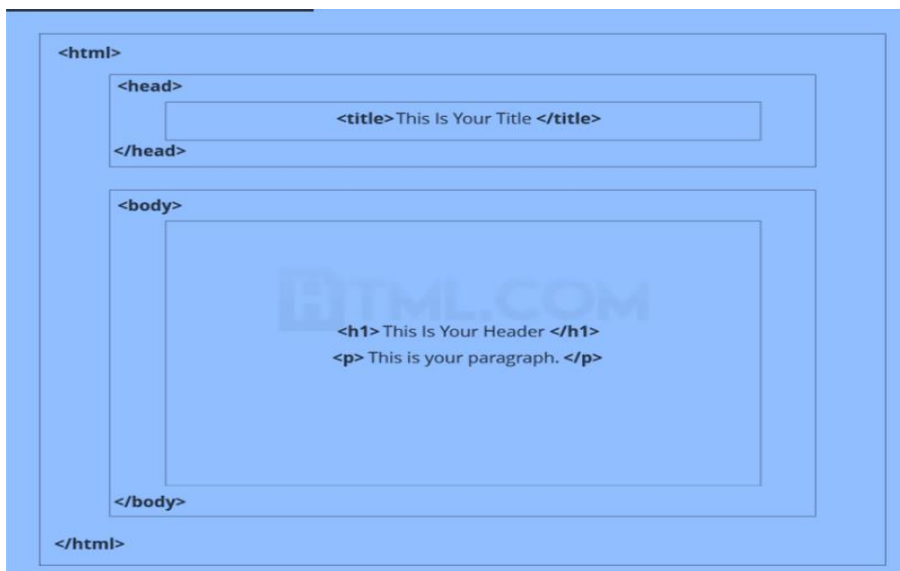 <html>
<head>
<title>This Is Your Title </title>
</head>
<body>
HTML.COM
<h1> This Is Your Header </h1>
<p> This is your paragraph. </p>
</body>
</html>